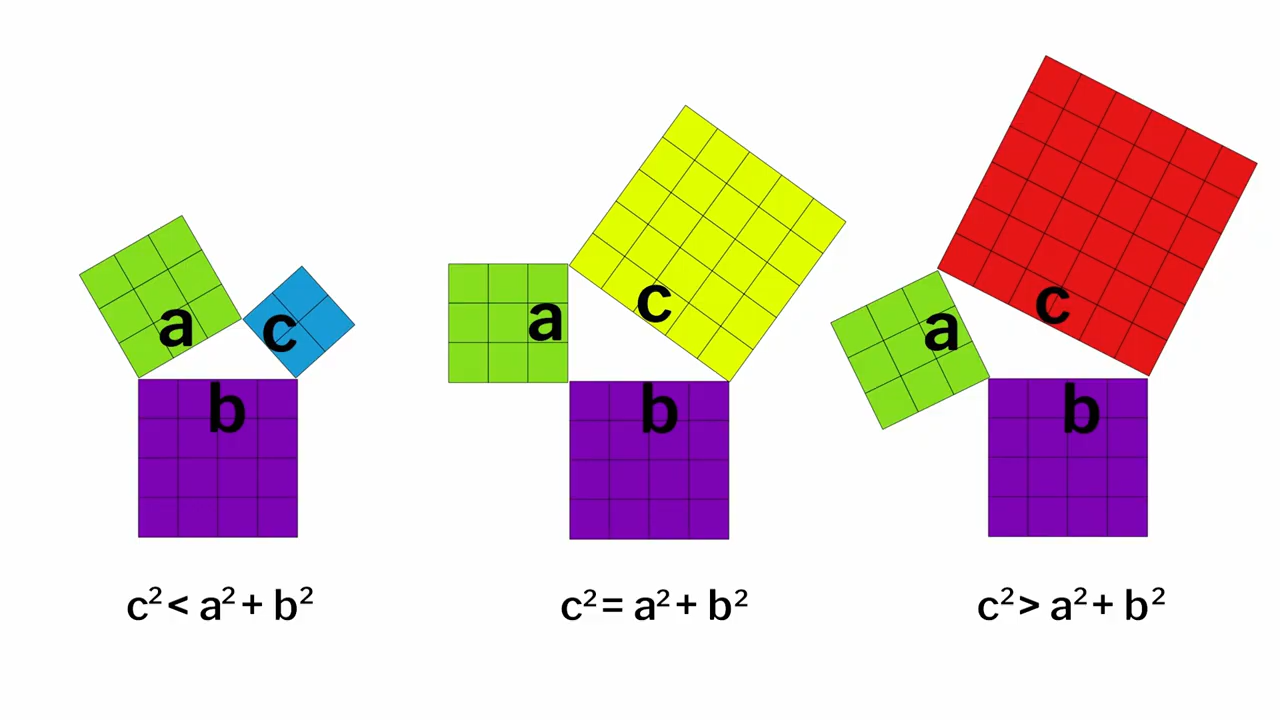 a
c
b
c² < a² + b²
a
c
b
c² = a² + b²
a
c
b
c² > a² + b²